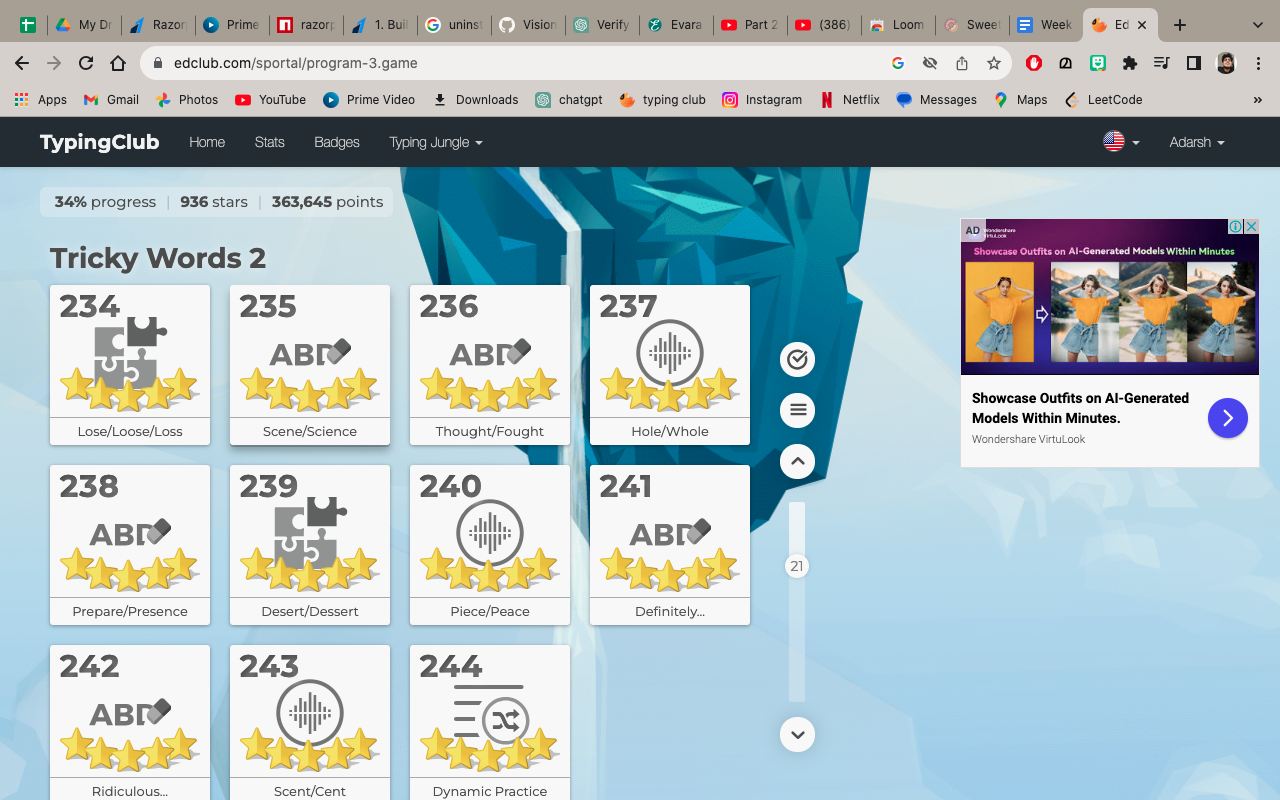 My Dr
Razorp
Prime
razorp
1. Buil
uninst
Vision
Verify
Evara
Part 2
(386)
Loom
Sweet
Week
Ed
edclub.com/sportal/program-3.game
Apps Gmail Photos YouTube Prime Video Downloads chatgpt typing club Instagram Netflix Messages Maps LeetCode »
TypingClub Home Stats Badges Typing Jungle Adarsh
34% progress | 936 stars | 363,645 points
Tricky Words 2
234
Lose/Loose/Loss
235
ABD
Scene/Science
236
ABD
Thought/Fought
237
Hole/Whole
238
ABD
Prepare/Presence
239
Desert/Dessert
240
Piece/Peace
241
ABD
Definitely...
242
ABD
Ridiculous...
243
Scent/Cent
244
Dynamic Practice
21
AD
Wondershare
VirtuLook
Showcase Outfits on AI-Generated Models Within Minutes
Showcase Outfits on AI-Generated
Models Within Minutes.
Wondershare VirtuLook